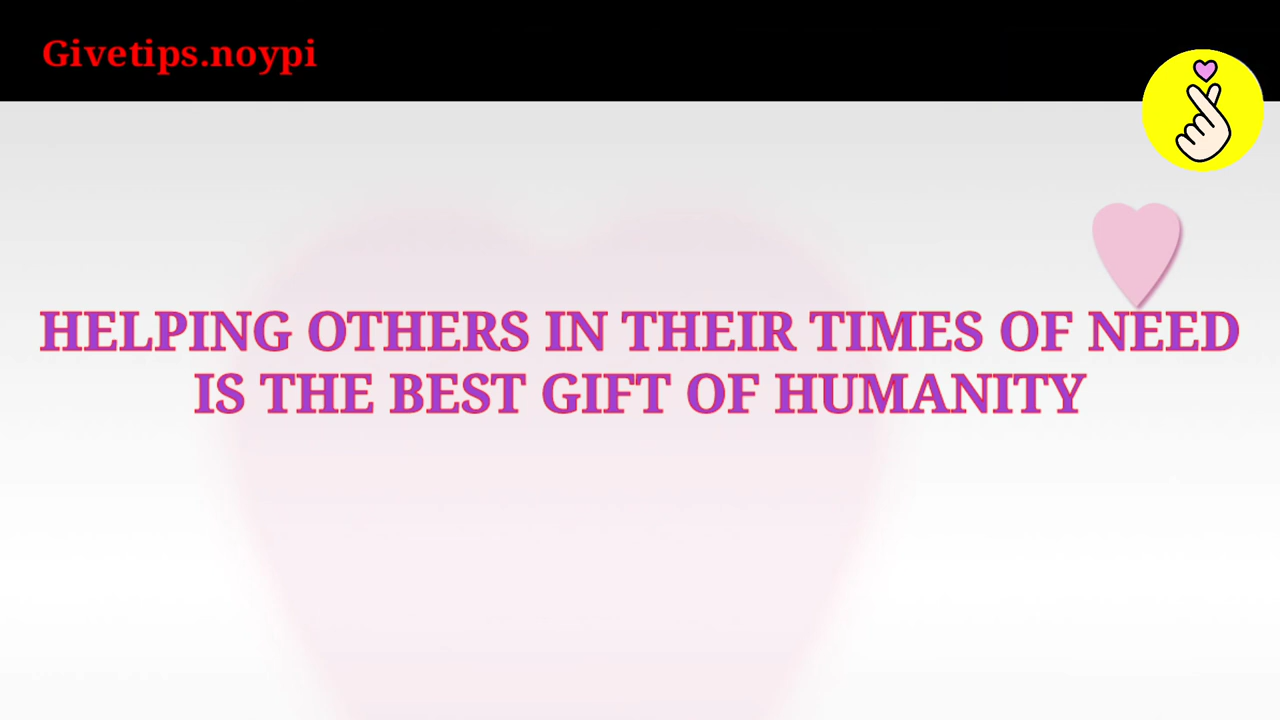 Givetips.noypi
HELPING OTHERS IN THEIR TIMES OF NEED
IS THE BEST GIFT OF HUMANITY